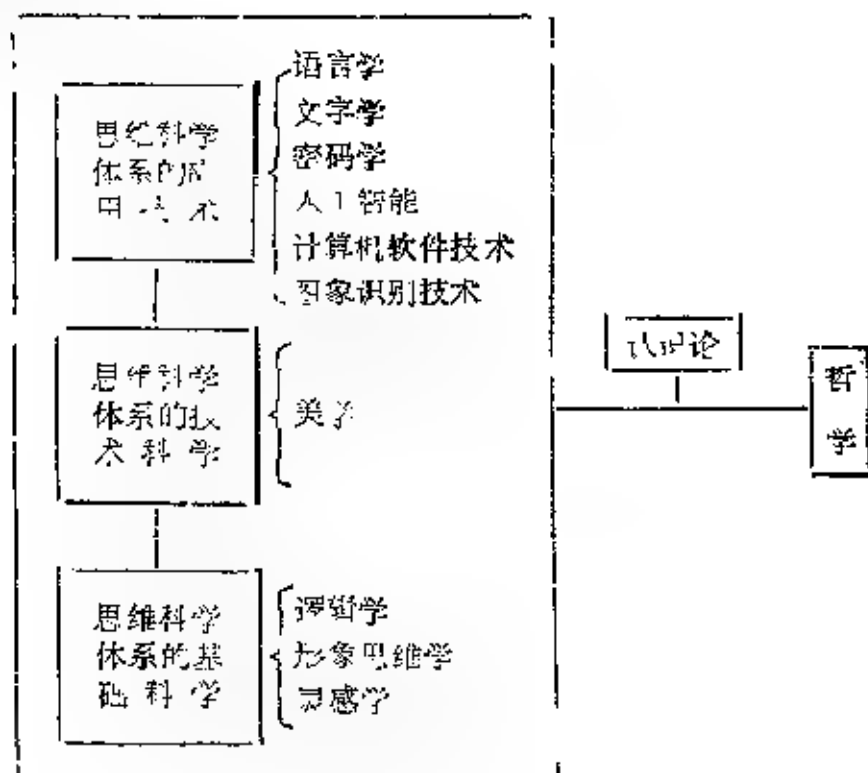 思维科学
体系的应
用技术
语言学
文字学
密码学
人工智能
计算机软件技术
图象识别技术
思维科学
体系的技
术科学
美学
认识论
哲
学
思维科学
体系的基
础科学
逻辑学
形象思维学
灵感学